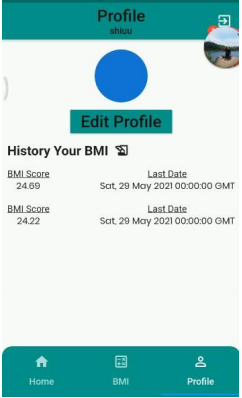 Profile
shiuu
Edit Profile
History Your BMI
BMI Score Last Date
24.69 Sat, 29 May 2021 00:00:00 GMT
BMI Score Last Date
24.22 Sat, 29 May 2021 00:00:00 GMT
Home BMI Profile